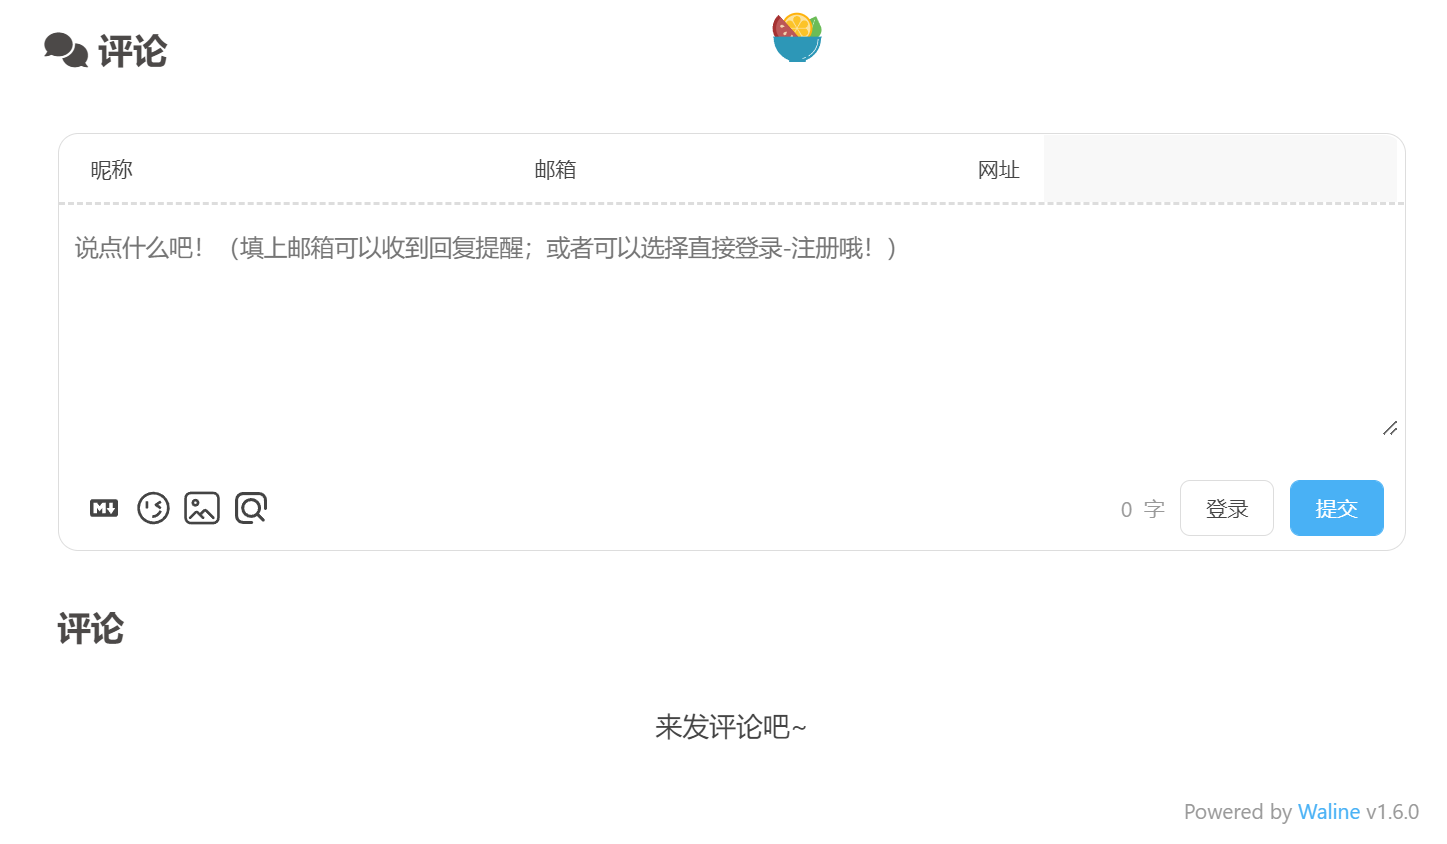 评论
昵称 邮箱 网址
说点什么吧！（填上邮箱可以收到回复提醒；或者可以选择直接登录-注册哦！）
M
0 字 登录 提交
评论
来发评论吧~
Powered by Waline v1.6.0